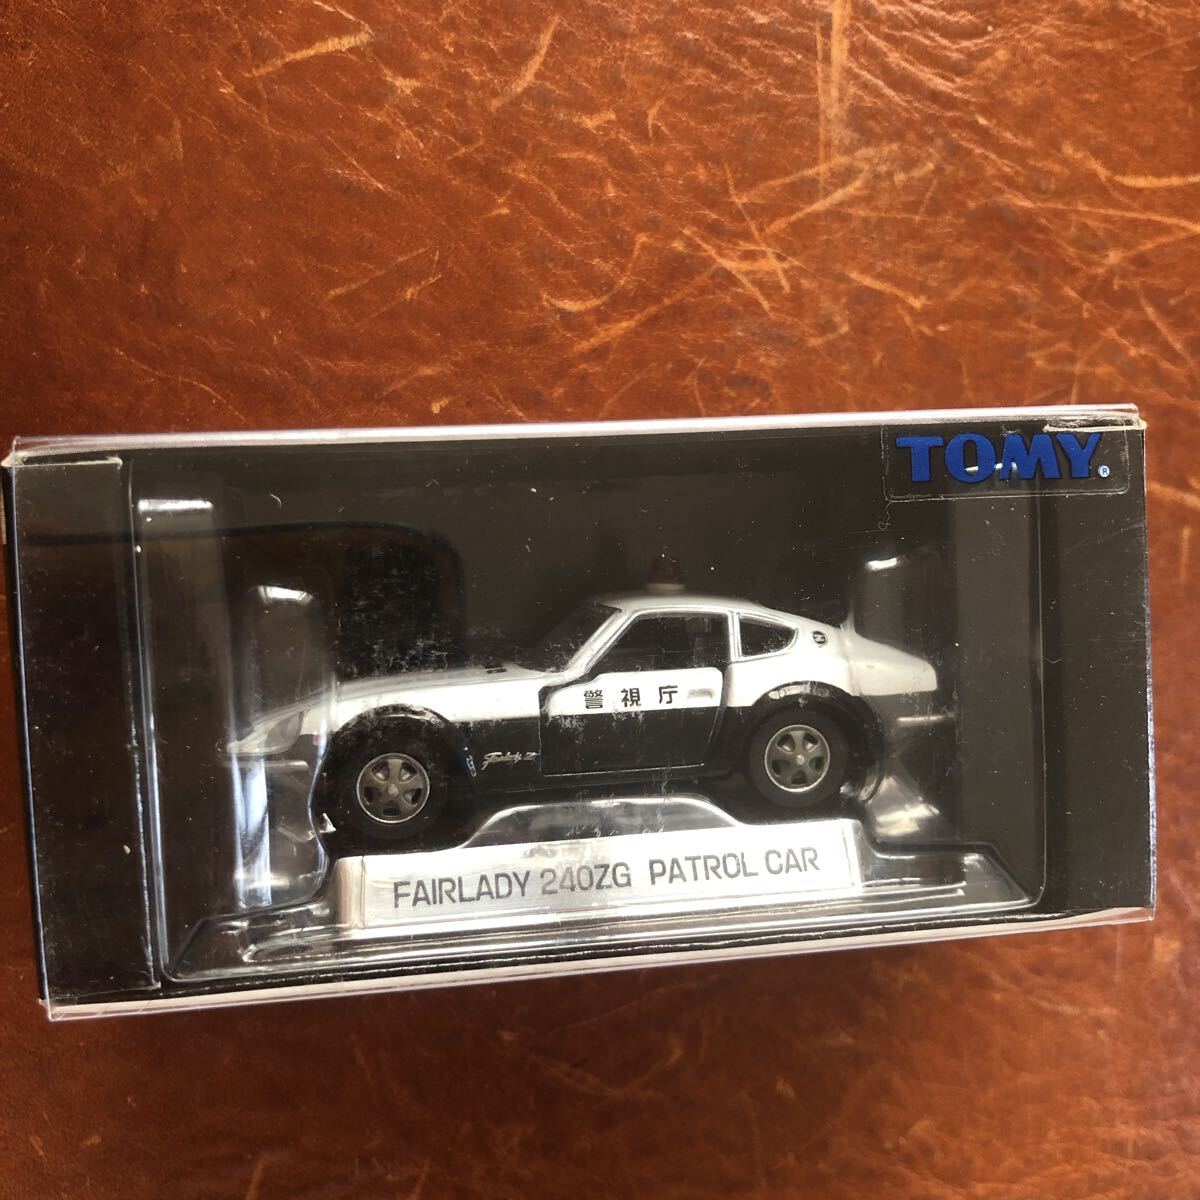 TOMY®
警視庁
Fairlady Z
FAIRLADY 240ZG PATROL CAR